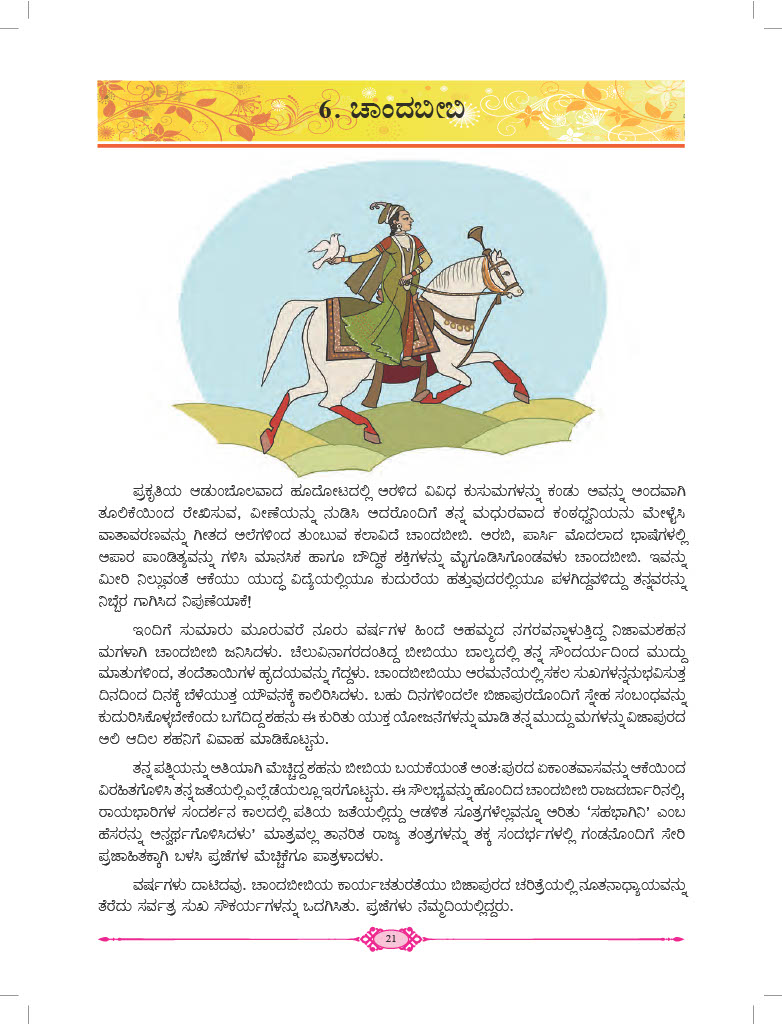 6. ಚಾಂದಬೀಬಿ
ಪ್ರಕೃತಿಯ ಆಡುಂಬೊಲವಾದ ಹೂದೋಟದಲ್ಲಿ ಅರಳಿದ ವಿವಿಧ ಕುಸುಮಗಳನ್ನು ಕಂಡು ಅವನ್ನು ಅಂದವಾಗಿ
ತೂಲಿಕೆಯಿಂದ ರೇಖಿಸುವ, ವೀಣೆಯನ್ನು ನುಡಿಸಿ ಅದರೊಂದಿಗೆ ತನ್ನ ಮಧುರವಾದ ಕಂಠಧ್ವನಿಯನು ಮೇಳೈಸಿ
ವಾತಾವರಣವನ್ನು ಗೀತದ ಅಲೆಗಳಿಂದ ತುಂಬುವ ಕಲಾವಿದೆ ಚಾಂದಬೀಬಿ. ಅರಬಿ, ಪಾರ್ಸಿ ಮೊದಲಾದ ಭಾಷೆಗಳಲ್ಲಿ
ಅಪಾರ ಪಾಂಡಿತ್ಯವನ್ನು ಗಳಿಸಿ ಮಾನಸಿಕ ಹಾಗೂ ಬೌದ್ಧಿಕ ಶಕ್ತಿಗಳನ್ನು ಮೈಗೂಡಿಸಿಗೊಂಡವಳು ಚಾಂದಬೀಬಿ. ಇವನ್ನು
ಮೀರಿ ನಿಲ್ಲುವಂತೆ ಆಕೆಯು ಯುದ್ಧ ವಿದ್ಯೆಯಲ್ಲಿಯೂ ಕುದುರೆಯ ಹತ್ತುವುದರಲ್ಲಿಯೂ ಪಳಗಿದ್ದವಳಿದ್ದು ತನ್ನವರನ್ನು
ನಿಬ್ಬೆರ ಗಾಗಿಸಿದ ನಿಪುಣೆಯಾಕೆ!
ಇಂದಿಗೆ ಸುಮಾರು ಮೂರುವರೆ ನೂರು ವರ್ಷಗಳ ಹಿಂದೆ ಅಹಮ್ಮದ ನಗರವನ್ನಾಳುತ್ತಿದ್ದ ನಿಜಾಮಶಹನ
ಮಗಳಾಗಿ ಚಾಂದಬೀಬಿ ಜನಿಸಿದಳು. ಚೆಲುವಿನಾಗರದಂತಿದ್ದ ಬೀಬಿಯು ಬಾಲ್ಯದಲ್ಲಿ ತನ್ನ ಸೌಂದರ್ಯದಿಂದ ಮುದ್ದು
ಮಾತುಗಳಿಂದ, ತಂದೆತಾಯಿಗಳ ಹೃದಯವನ್ನು ಗೆದ್ದಳು. ಚಾಂದಬೀಬಿಯು ಅರಮನೆಯಲ್ಲಿ ಸಕಲ ಸುಖಗಳನ್ನನುಭವಿಸುತ್ತ
ದಿನದಿಂದ ದಿನಕ್ಕೆ ಬೆಳೆಯುತ್ತ ಯೌವನಕ್ಕೆ ಕಾಲಿರಿಸಿದಳು. ಬಹು ದಿನಗಳಿಂದಲೇ ಬಿಜಾಪುರದೊಂದಿಗೆ ಸ್ನೇಹ ಸಂಬಂಧವನ್ನು
ಕುದುರಿಸಿಕೊಳ್ಳಬೇಕೆಂದು ಬಗೆದಿದ್ದ ಶಹನು ಈ ಕುರಿತು ಯುಕ್ತ ಯೋಜನೆಗಳನ್ನು ಮಾಡಿ ತನ್ನ ಮುದ್ದು ಮಗಳನ್ನು ವಿಜಾಪುರದ
ಅಲಿ ಆದಿಲ ಶಹನಿಗೆ ವಿವಾಹ ಮಾಡಿಕೊಟ್ಟನು.
ತನ್ನ ಪತ್ನಿಯನ್ನು ಅತಿಯಾಗಿ ಮೆಚ್ಚಿದ್ದ ಶಹನು ಬೀಬಿಯ ಬಯಕೆಯಂತೆ ಅಂತ:ಪುರದ ಏಕಾಂತವಾಸವನ್ನು ಆಕೆಯಿಂದ
ವಿರಹಿತಗೊಳಿಸಿ ತನ್ನ ಜತೆಯಲ್ಲಿ ಎಲ್ಲೆಡೆಯಲ್ಲೂ ಇರಗೊಟ್ಟನು. ಈ ಸೌಲಭ್ಯವನ್ನು ಹೊಂದಿದ ಚಾಂದಬೀಬಿ ರಾಜದರ್ಬಾರಿನಲ್ಲಿ,
ರಾಯಭಾರಿಗಳ ಸಂದರ್ಶನ ಕಾಲದಲ್ಲಿ ಪತಿಯ ಜತೆಯಲ್ಲಿದ್ದು ಆಡಳಿತ ಸೂತ್ರಗಳೆಲ್ಲವನ್ನೂ ಅರಿತು ‘ಸಹಭಾಗಿನಿ’ ಎಂಬ
ಹೆಸರನ್ನು ಅನ್ವರ್ಥಗೊಳಿಸಿದಳು’ ಮಾತ್ರವಲ್ಲ ತಾನರಿತ ರಾಜ್ಯ ತಂತ್ರಗಳನ್ನು ತಕ್ಕ ಸಂದರ್ಭಗಳಲ್ಲಿ ಗಂಡನೊಂದಿಗೆ ಸೇರಿ
ಪ್ರಜಾಹಿತಕ್ಕಾಗಿ ಬಳಸಿ ಪ್ರಜೆಗಳ ಮೆಚ್ಚಿಕೆಗೂ ಪಾತ್ರಳಾದಳು.
ವರ್ಷಗಳು ದಾಟಿದವು. ಚಾಂದಬೀಬಿಯ ಕಾರ್ಯಚತುರತೆಯು ಬಿಜಾಪುರದ ಚರಿತ್ರೆಯಲ್ಲಿ ನೂತನಾಧ್ಯಾಯವನ್ನು
ತೆರೆದು ಸರ್ವತ್ರ ಸುಖ ಸೌಕರ್ಯಗಳನ್ನು ಒದಗಿಸಿತು. ಪ್ರಜೆಗಳು ನೆಮ್ಮದಿಯಲ್ಲಿದ್ದರು.
21